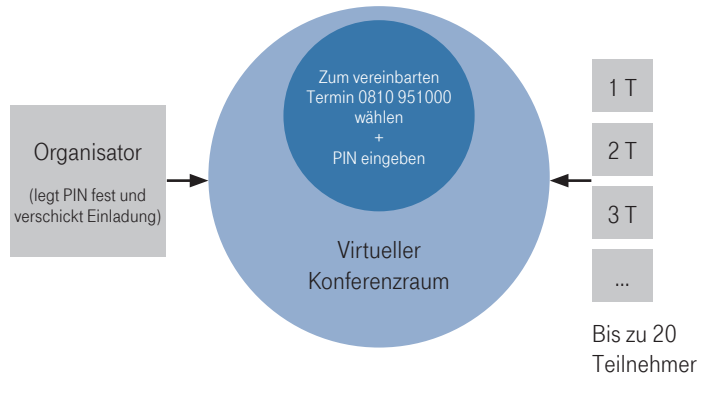 Organisator
(legt PIN fest und
verschickt Einladung)
Zum vereinbarten
Termin 0810 951000
wählen
+
PIN eingeben
Virtueller
Konferenzraum
1 T
2 T
3 T
...
Bis zu 20
Teilnehmer